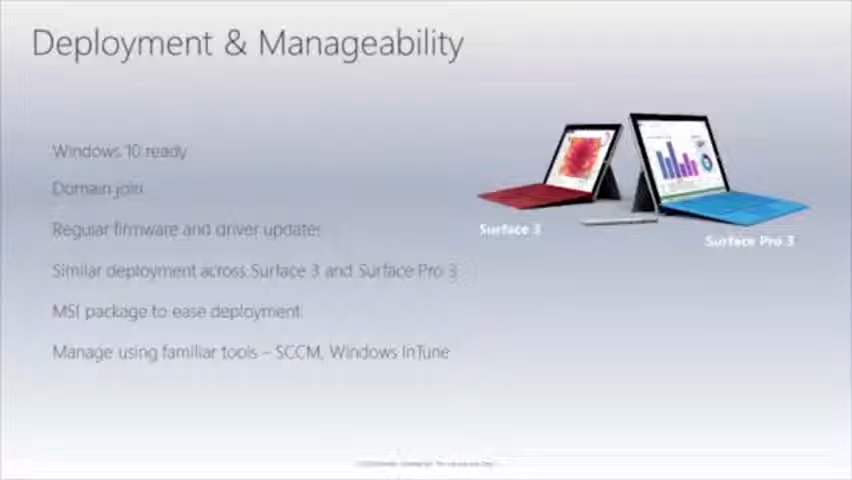 Deployment & Manageability
Windows 10 ready
Domain join
Regular firmware and driver updates
Similar deployment across Surface 3 and Surface Pro 3
MSI package to ease deployment
Manage using familiar tools – SCCM, Windows InTune
Surface 3
Surface Pro 3